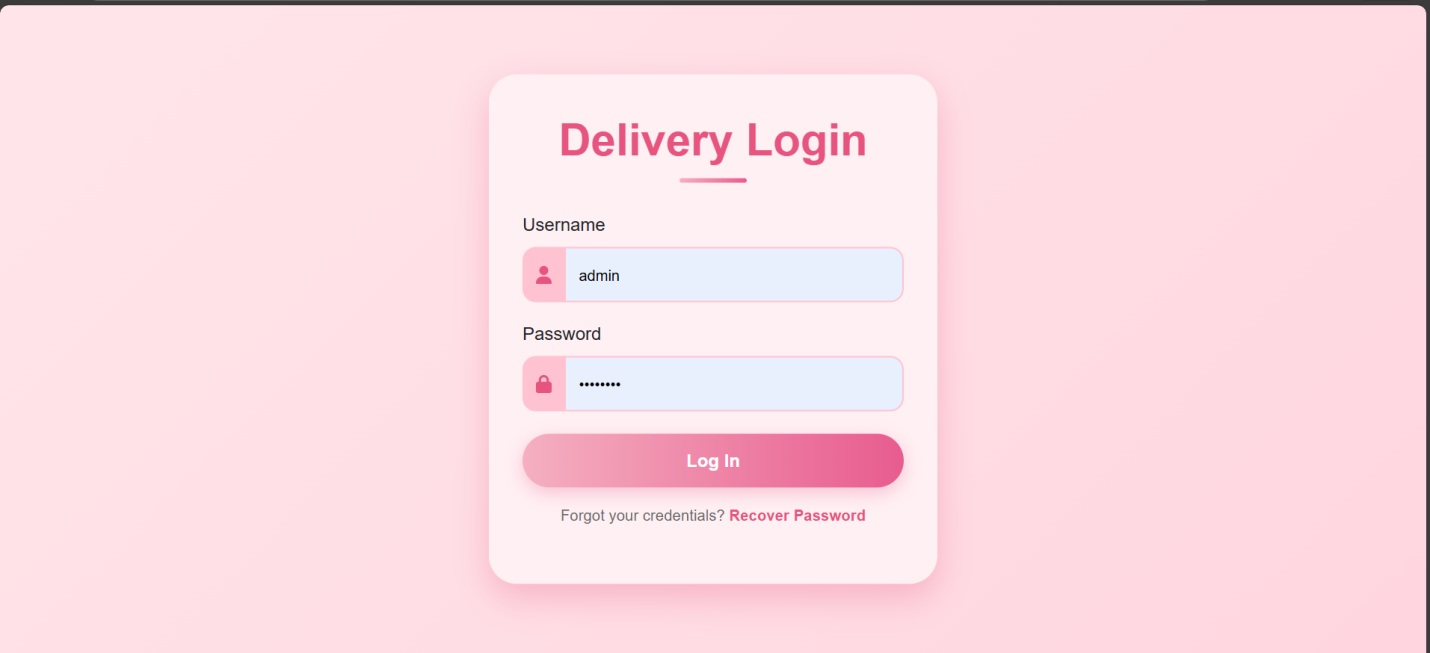 Delivery Login
Username
admin
Password
••••••••
Log In
Forgot your credentials? Recover Password